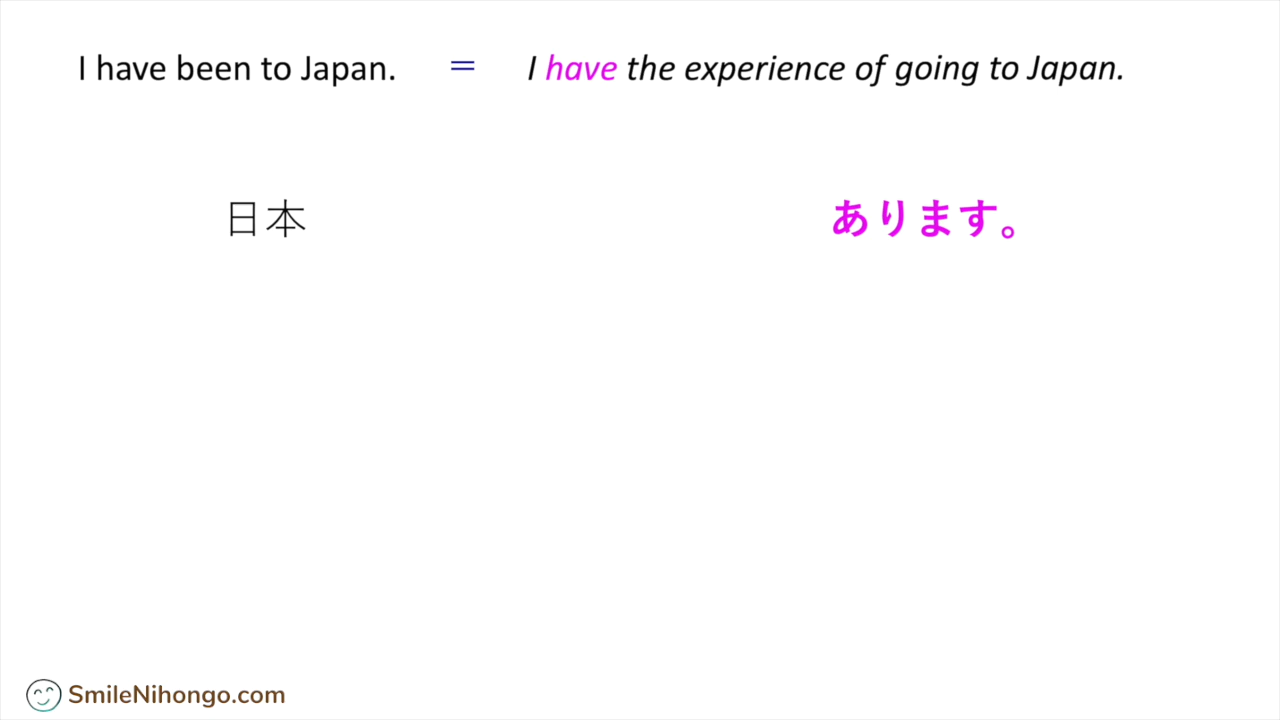 I have been to Japan. = I have the experience of going to Japan.
日本 あります。
SmileNihongo.com